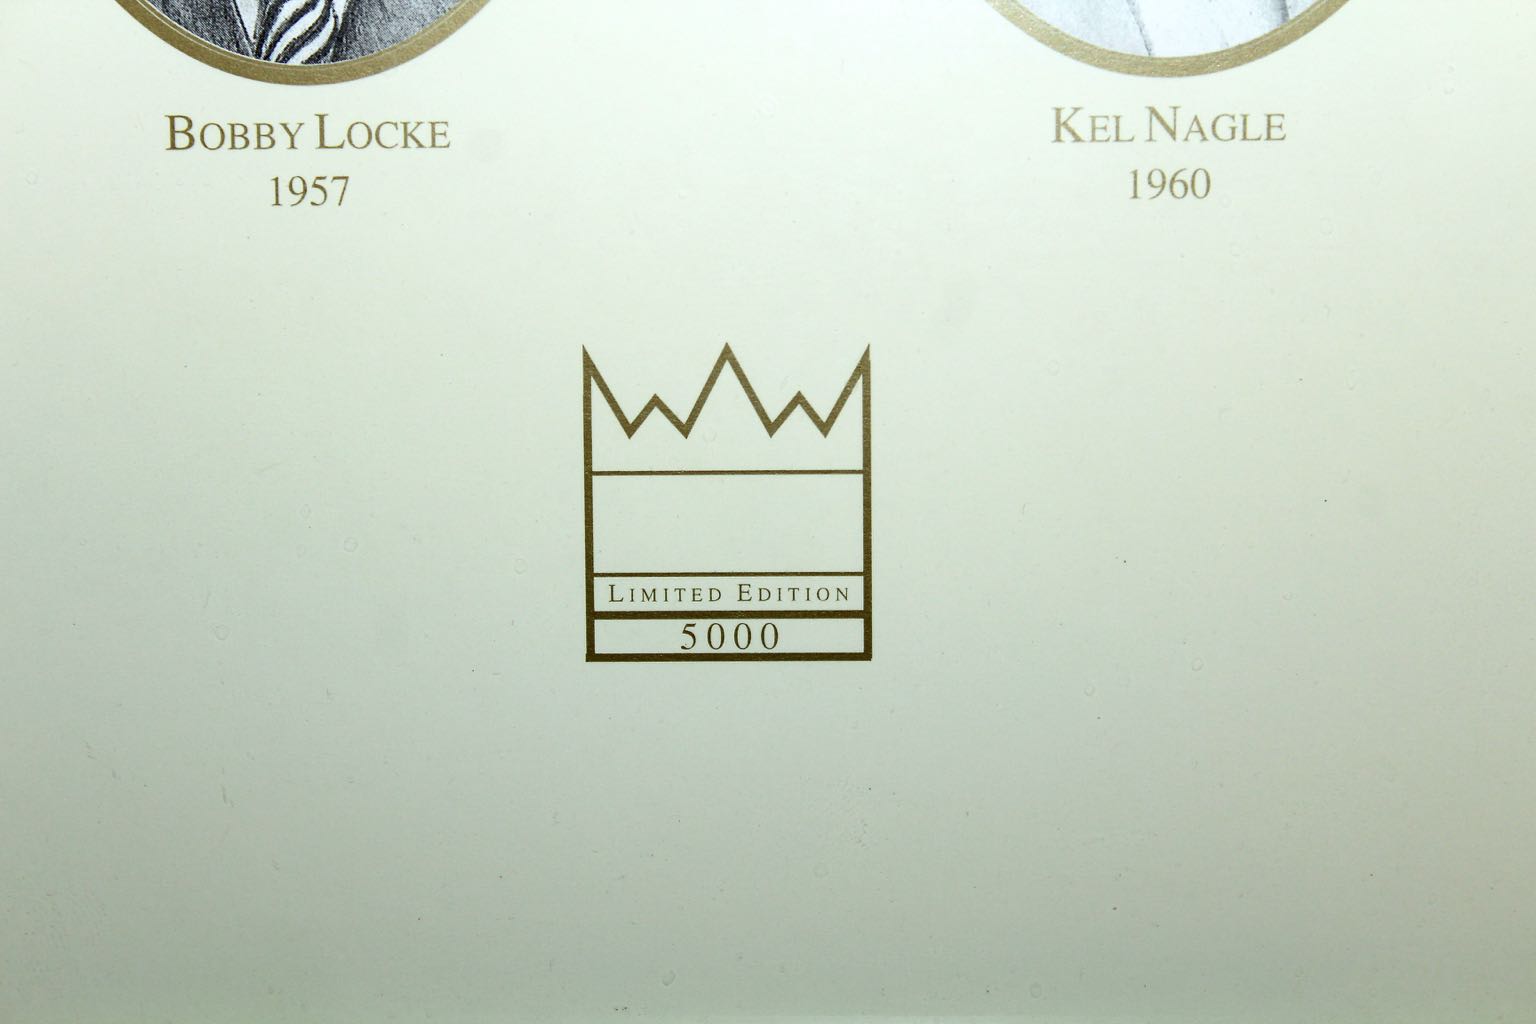 BOBBY LOCKE
1957
KEL NAGLE
1960
LIMITED EDITION
5000